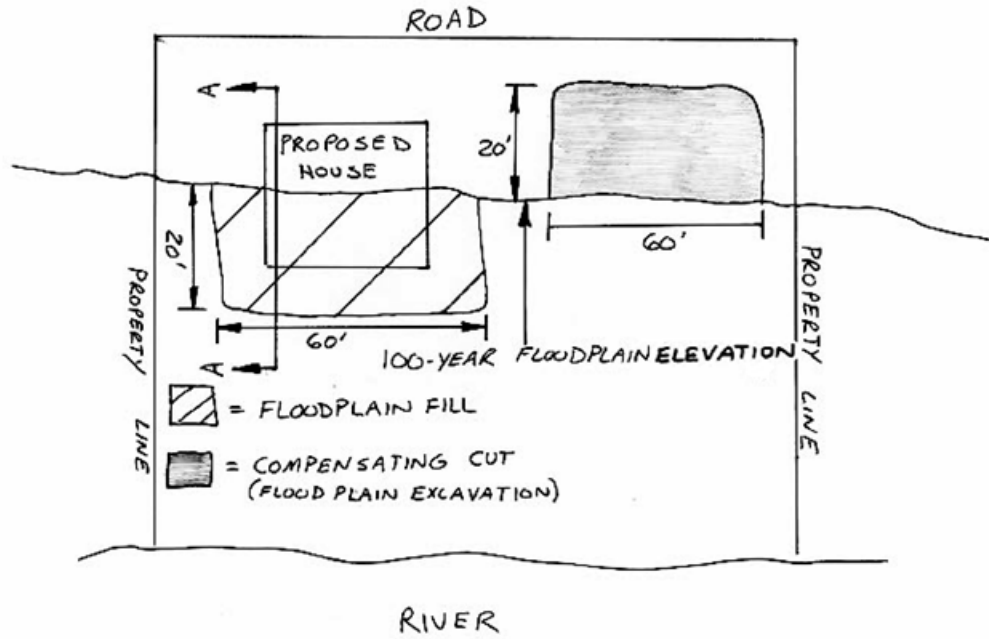 ROAD
A
PROPOSED
HOUSE
20'
20'
60'
60'
A
100-YEAR FLOODPLAIN ELEVATION
PROPERTY LINE
PROPERTY LINE
= FLOODPLAIN FILL
= COMPENSATING CUT
(FLOOD PLAIN EXCAVATION)
RIVER